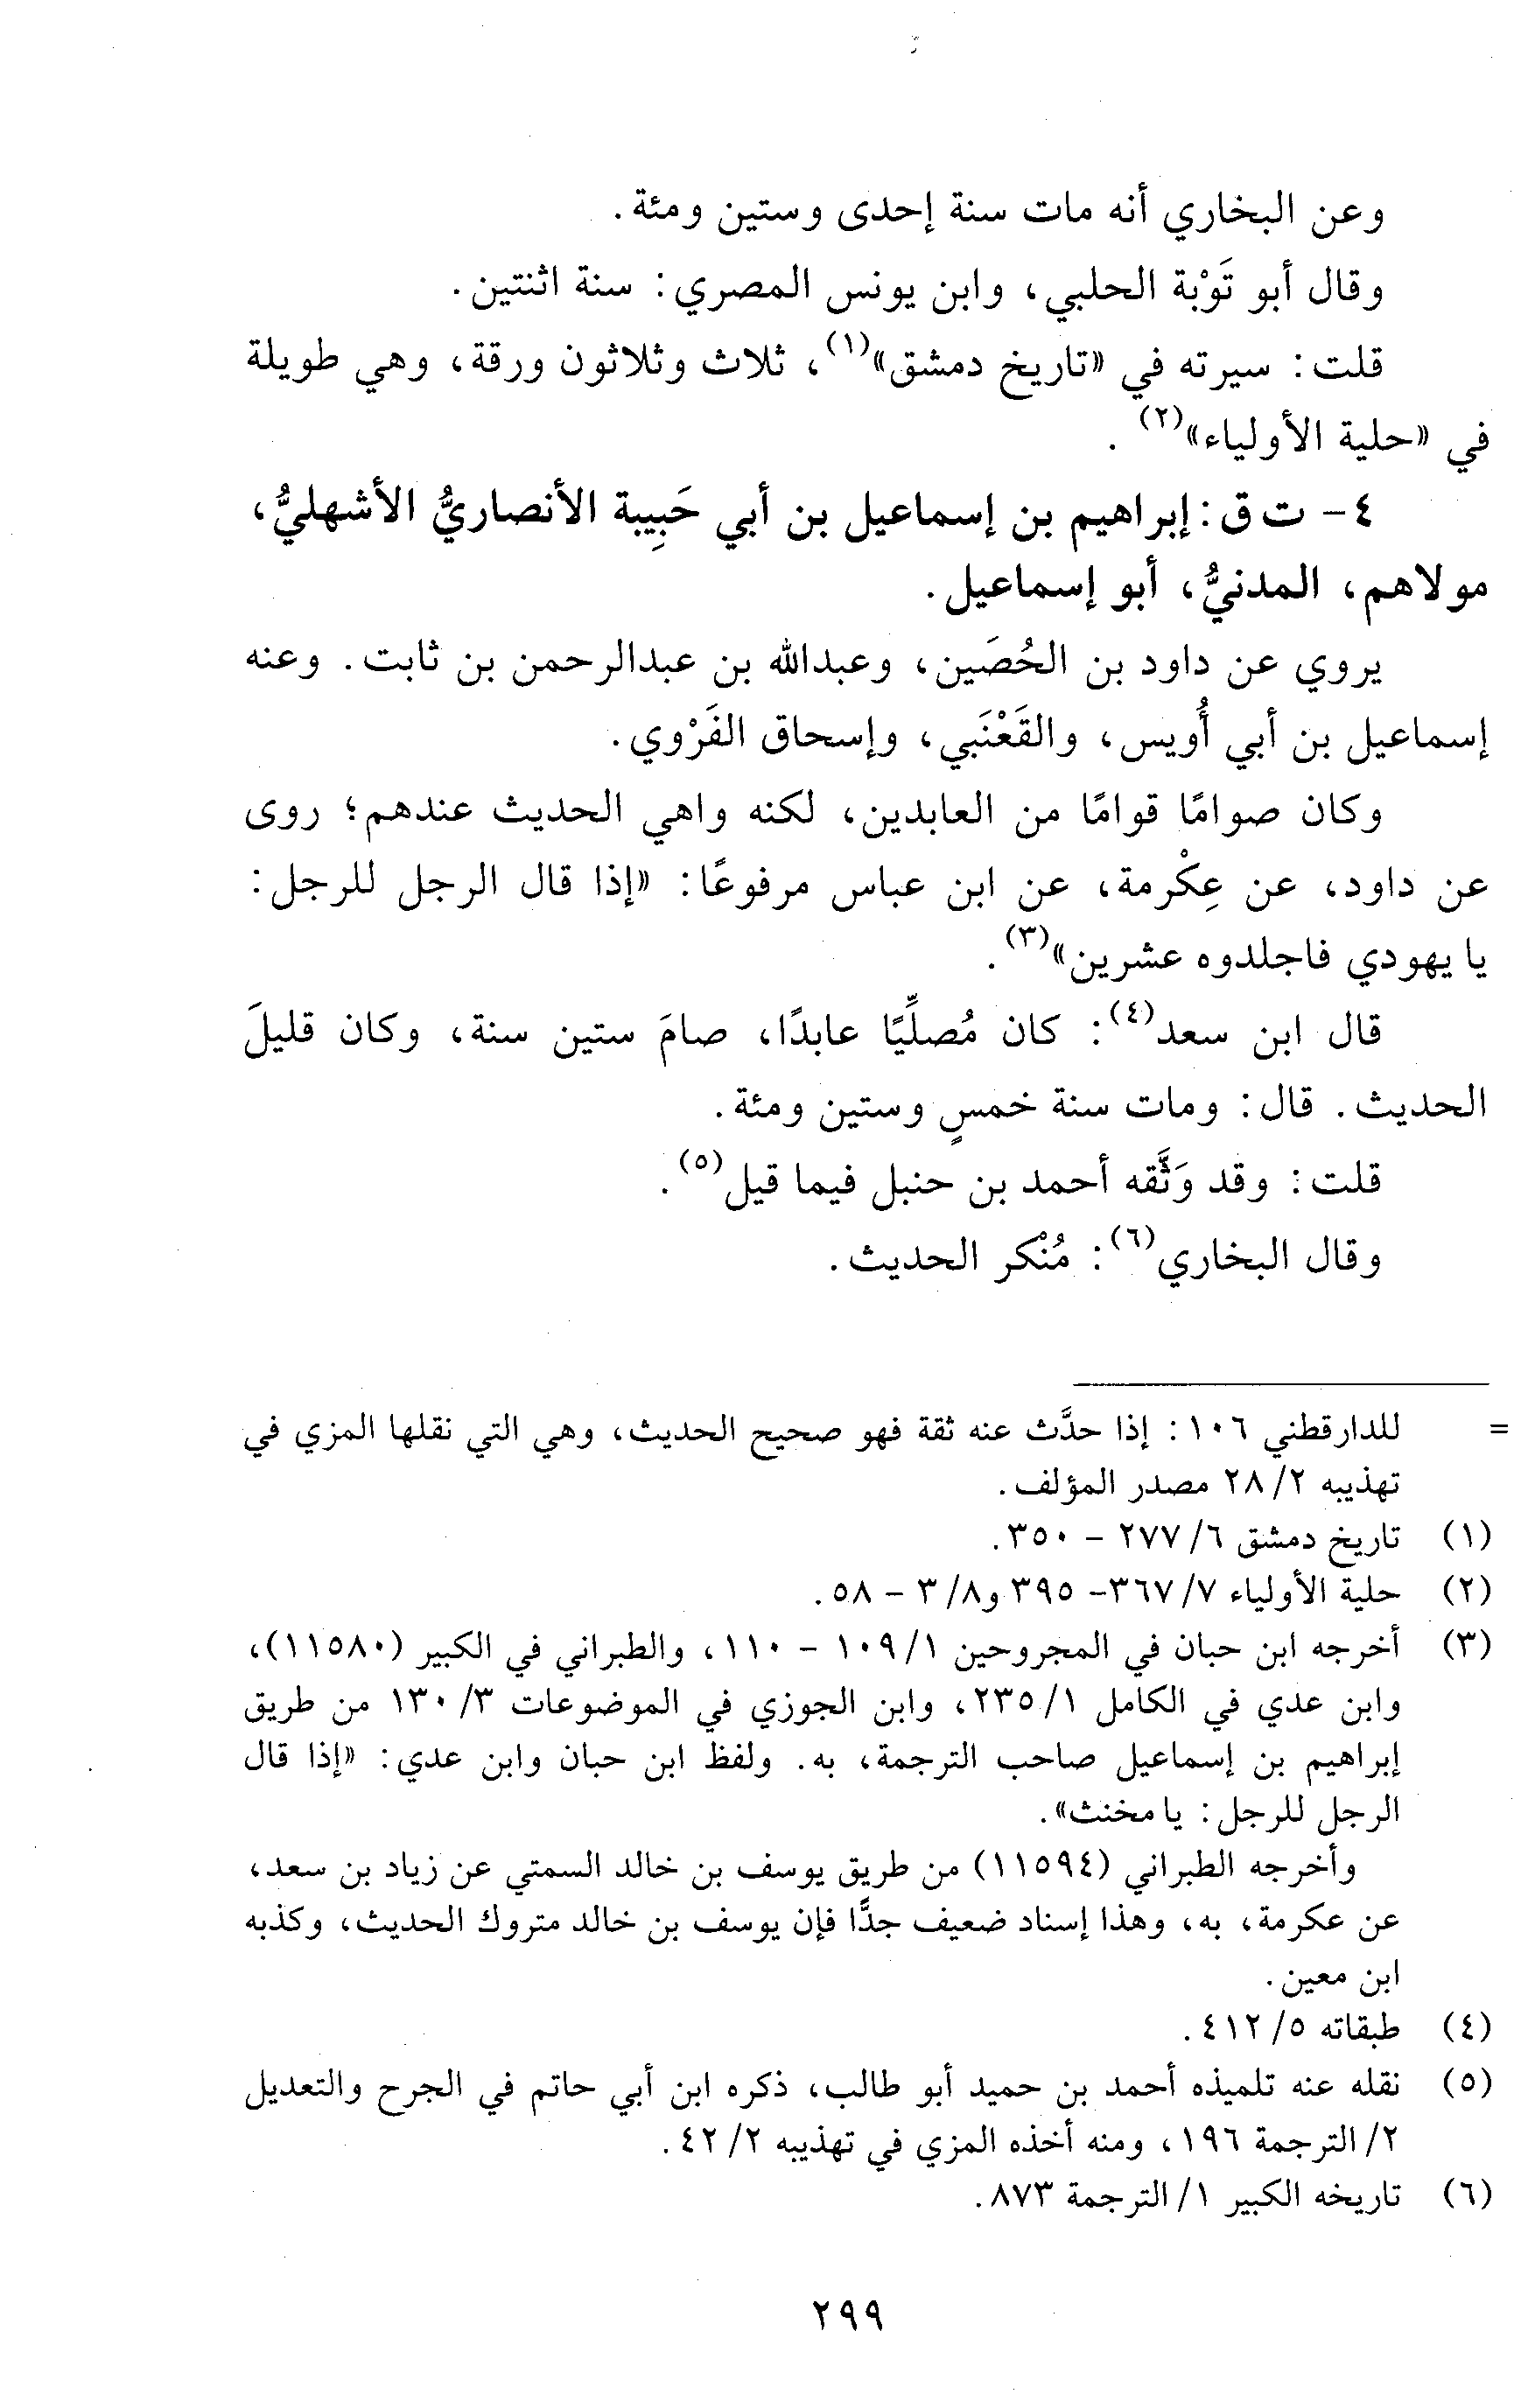 وعن البخاري أنه مات سنة إحدى وستين ومئة.
وقال أبو تَوْبة الحلبي، وابن يونس المصري: سنة اثنتين.
قلت: سيرته في «تاريخ دمشق»(١)، ثلاث وثلاثون ورقة، وهي طويلة
في «حلية الأولياء»(٢).
٤- ت ق: إبراهيم بن إسماعيل بن أبي حَبِيبة الأنصاريُّ الأشهليُّ،
مولاهم، المدنيُّ، أبو إسماعيل.
يروي عن داود بن الحُصَين، وعبدالله بن عبدالرحمن بن ثابت. وعنه
إسماعيل بن أبي أُويس، والقَعْنَبي، وإسحاق الفَرْوي.
وكان صوامًا قوامًا من العابدين، لكنه واهي الحديث عندهم؛ روى
عن داود، عن عِكْرمة، عن ابن عباس مرفوعًا: «إذا قال الرجل للرجل:
يا يهودي فاجلدوه عشرين»(٣).
قال ابن سعد(٤): كان مُصلِّيًا عابدًا، صامَ ستين سنة، وكان قليلَ
الحديث. قال: ومات سنة خمسٍ وستين ومئة.
قلت: وقد وَثَّقه أحمد بن حنبل فيما قيل(٥).
وقال البخاري(٦): مُنْكر الحديث.
= للدارقطني ١٠٦: إذا حدَّث عنه ثقة فهو صحيح الحديث، وهي التي نقلها المزي في
تهذيبه ٢/ ٢٨ مصدر المؤلف.
(١) تاريخ دمشق ٦/ ٢٧٧ - ٣٥٠.
(٢) حلية الأولياء ٧/ ٣٦٧- ٣٩٥ و٨/ ٣ - ٥٨.
(٣) أخرجه ابن حبان في المجروحين ١/ ١٠٩ - ١١٠، والطبراني في الكبير (١١٥٨٠)،
وابن عدي في الكامل ١/ ٢٣٥، وابن الجوزي في الموضوعات ٣/ ١٣٠ من طريق
إبراهيم بن إسماعيل صاحب الترجمة، به. ولفظ ابن حبان وابن عدي: «إذا قال
الرجل للرجل: يا مخنث».
وأخرجه الطبراني (١١٥٩٤) من طريق يوسف بن خالد السمتي عن زياد بن سعد،
عن عكرمة، به، وهذا إسناد ضعيف جدًّا فإن يوسف بن خالد متروك الحديث، وكذبه
ابن معين.
(٤) طبقاته ٥/ ٤١٢.
(٥) نقله عنه تلميذه أحمد بن حميد أبو طالب، ذكره ابن أبي حاتم في الجرح والتعديل
٢/ الترجمة ١٩٦، ومنه أخذه المزي في تهذيبه ٢/ ٤٢.
(٦) تاريخه الكبير ١/ الترجمة ٨٧٣.
٢٩٩